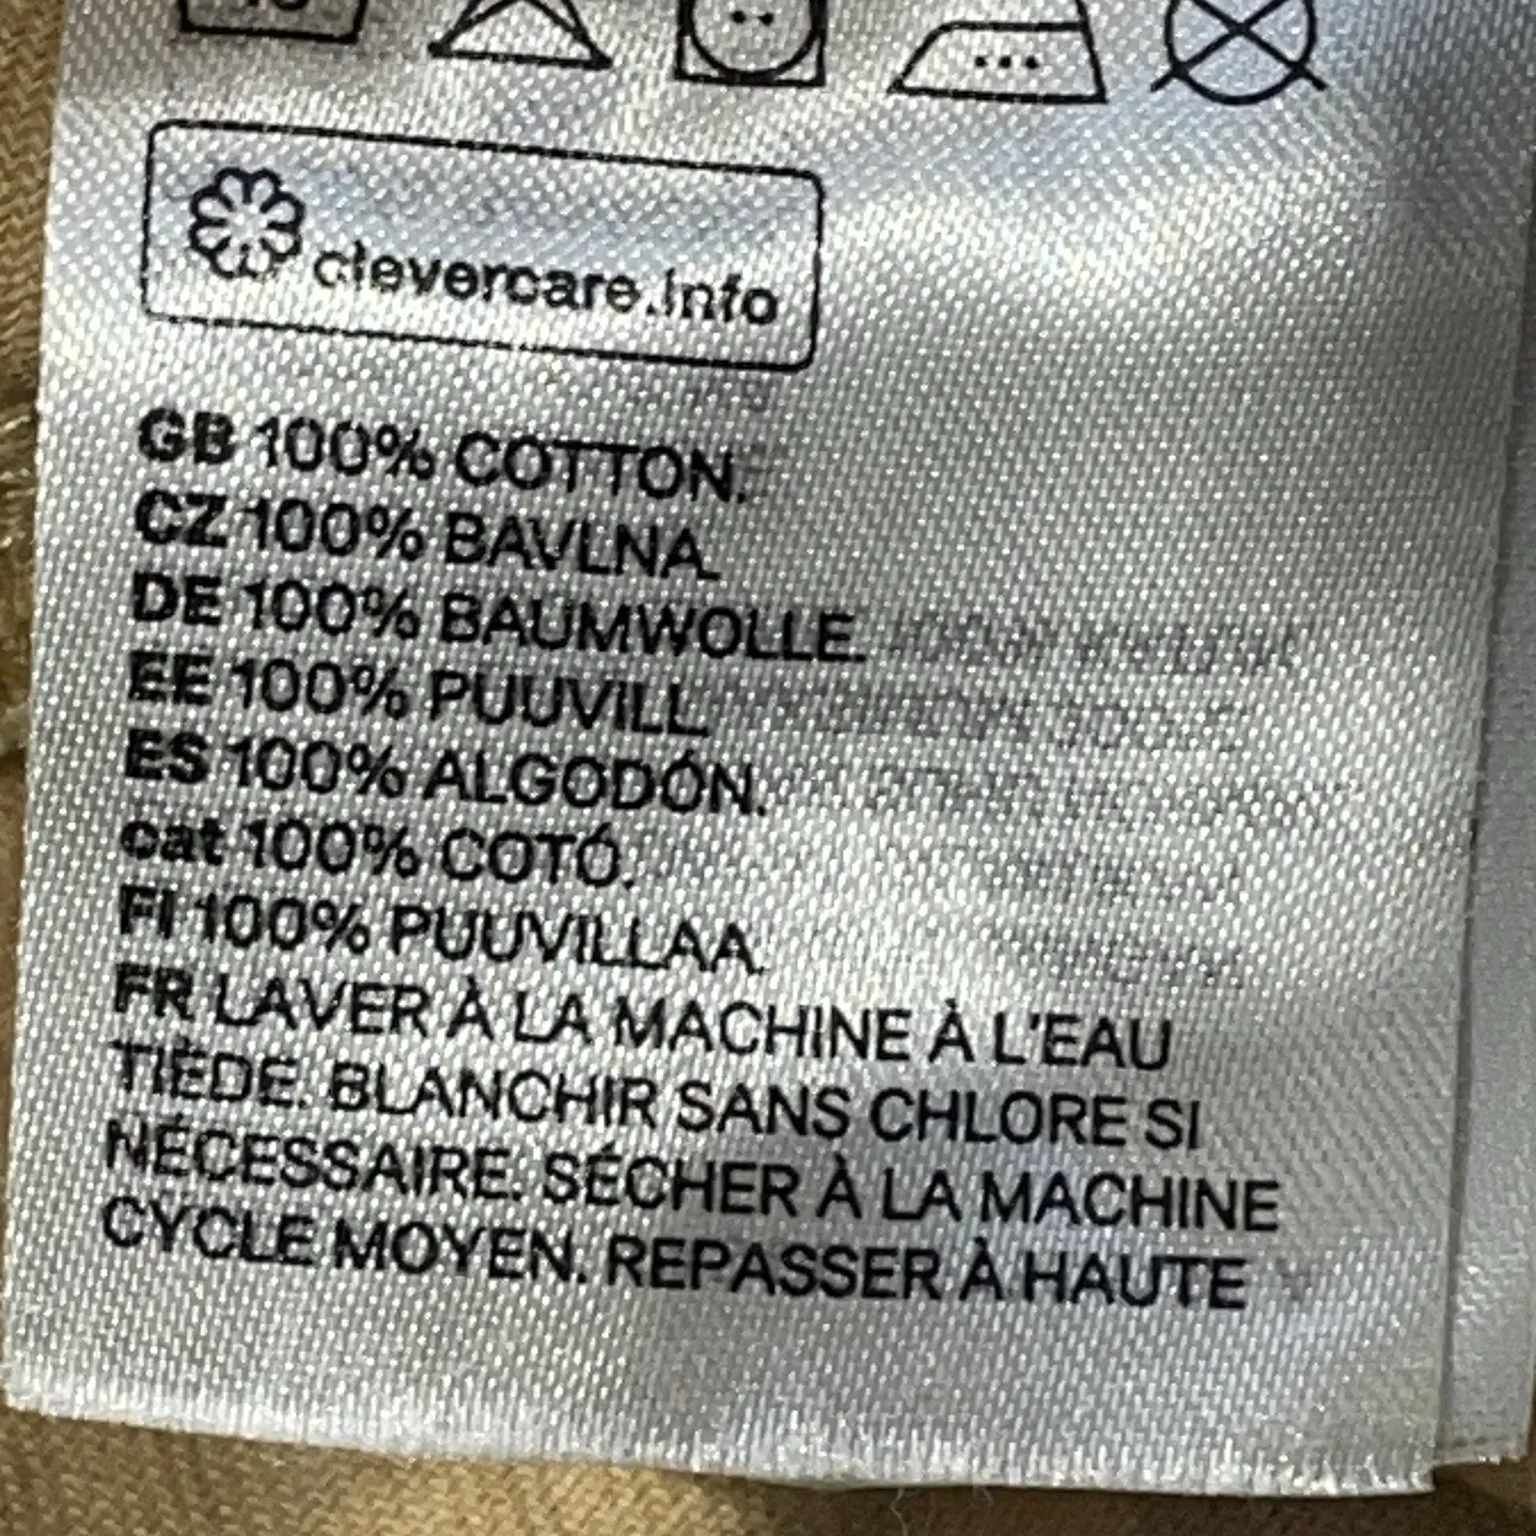 clevercare.info
GB 100% COTTON.
CZ 100% BAVLNA.
DE 100% BAUMWOLLE.
EE 100% PUUVILL
ES 100% ALGODÓN.
cat 100% COTÓ.
FI 100% PUUVILLAA.
FR LAVER À LA MACHINE À L'EAU
TIÈDE. BLANCHIR SANS CHLORE SI
NÉCESSAIRE. SÉCHER À LA MACHINE
CYCLE MOYEN. REPASSER À HAUTE